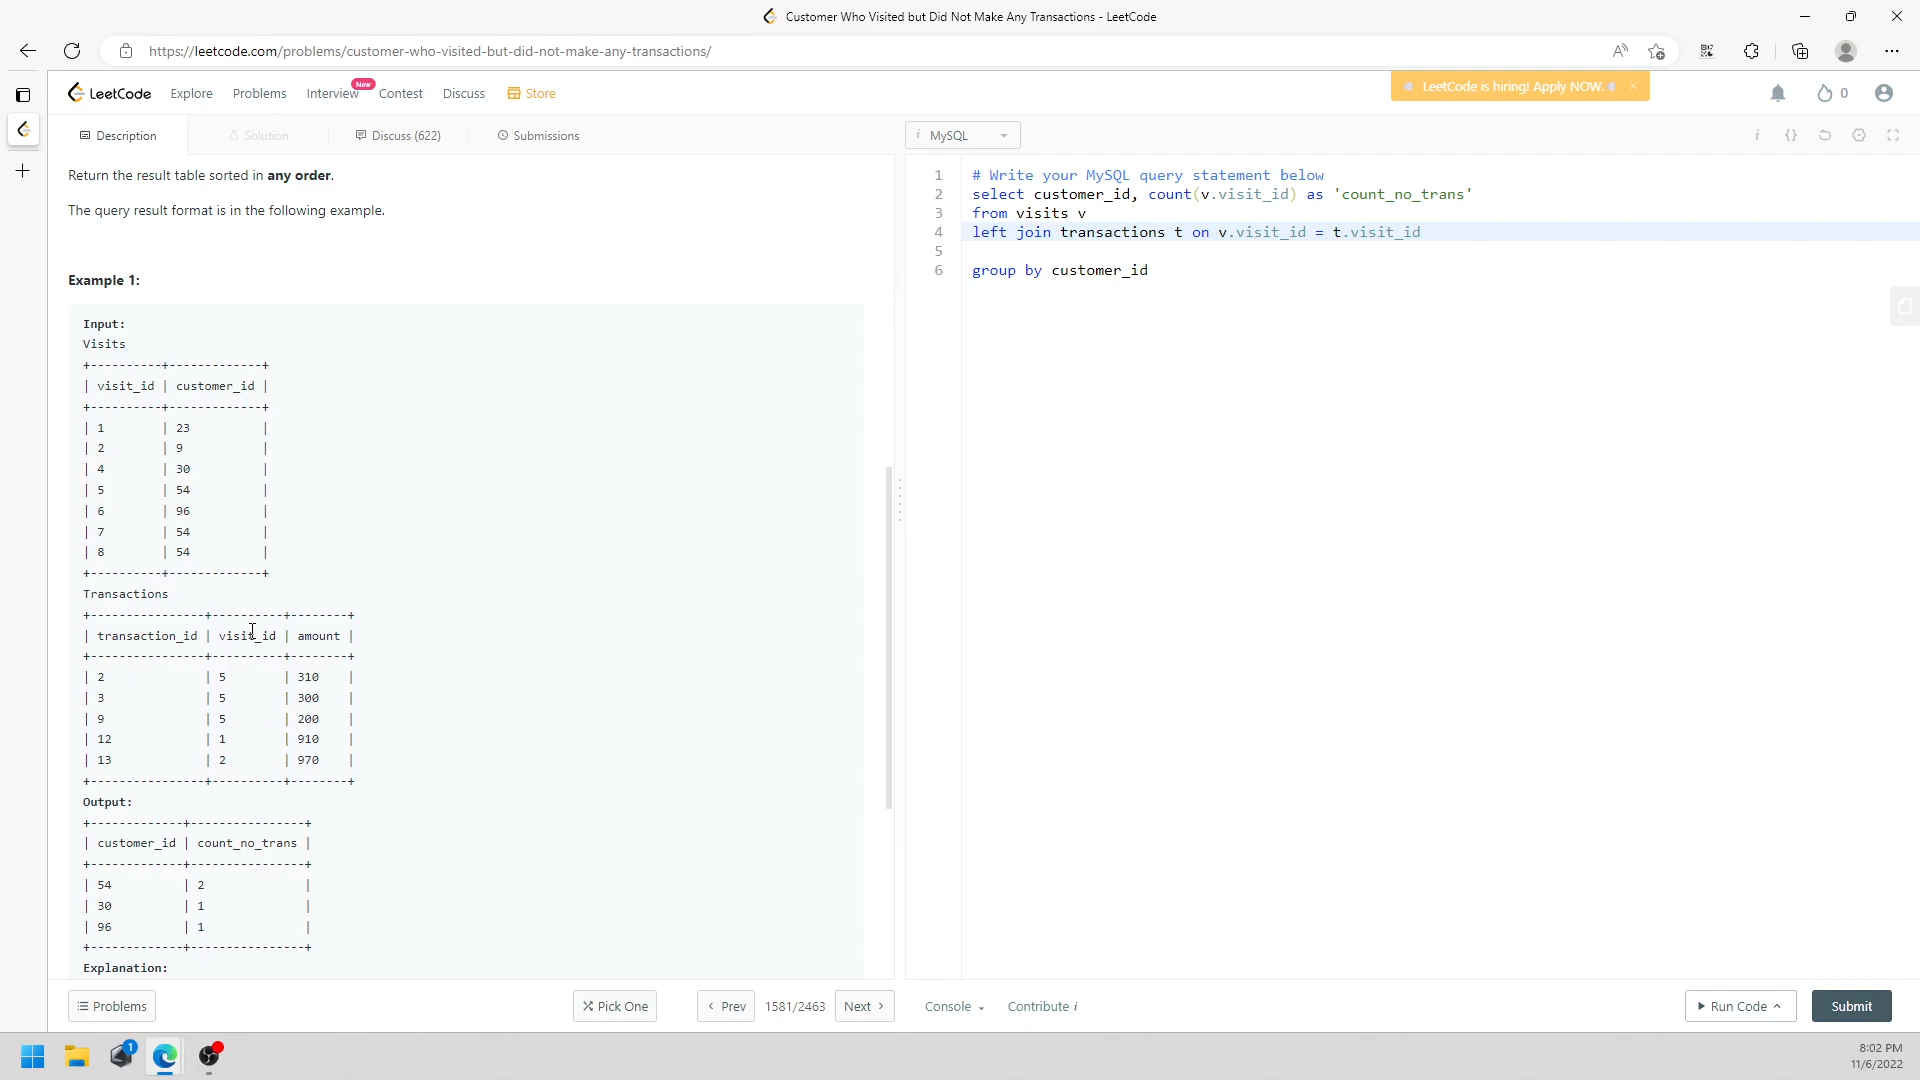 Customer Who Visited but Did Not Make Any Transactions - LeetCode
https://leetcode.com/problems/customer-who-visited-but-did-not-make-any-transactions/
LeetCode
Explore
Problems
Interview
New
Contest
Discuss
Store
LeetCode is hiring! Apply NOW.
0
Description
Solution
Discuss (622)
Submissions
i MySQL
Return the result table sorted in any order.
The query result format is in the following example.
Example 1:
Input:
Visits
+----------+-------------+
| visit_id | customer_id |
+----------+-------------+
| 1        | 23          |
| 2        | 9           |
| 4        | 30          |
| 5        | 54          |
| 6        | 96          |
| 7        | 54          |
| 8        | 54          |
+----------+-------------+
Transactions
+----------------+----------+--------+
| transaction_id | visit_id | amount |
+----------------+----------+--------+
| 2              | 5        | 310    |
| 3              | 5        | 300    |
| 9              | 5        | 200    |
| 12             | 1        | 910    |
| 13             | 2        | 970    |
+----------------+----------+--------+
Output:
+-------------+----------------+
| customer_id | count_no_trans |
+-------------+----------------+
| 54          | 2              |
| 30          | 1              |
| 96          | 1              |
+-------------+----------------+
Explanation:
1 # Write your MySQL query statement below
2 select customer_id, count(v.visit_id) as 'count_no_trans'
3 from visits v
4 left join transactions t on v.visit_id = t.visit_id
5
6 group by customer_id
Problems
Pick One
< Prev
1581/2463
Next >
Console
Contribute i
Run Code
Submit
1
8:02 PM
11/6/2022